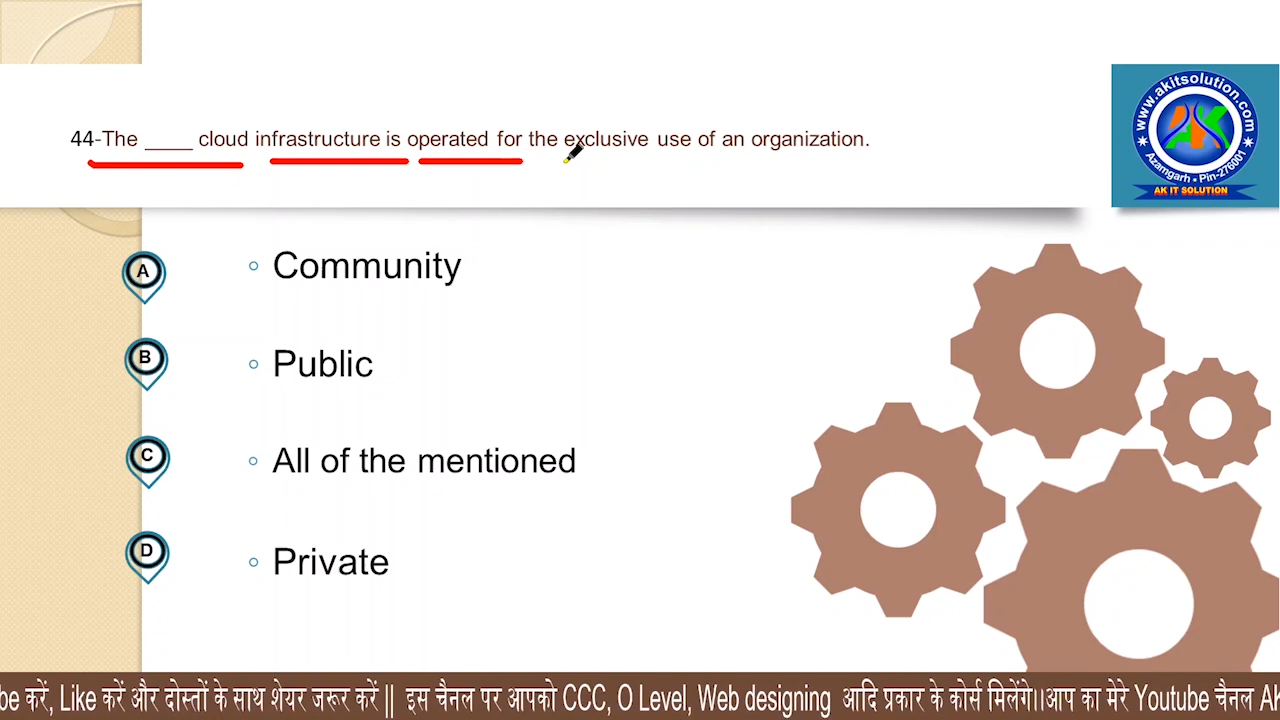 44-The ____ cloud infrastructure is operated for the exclusive use of an organization.
www.akitsolution.com
AK
Azamgarh • Pin-276001
AK IT SOLUTION
A
Community
B
Public
C
All of the mentioned
D
Private
be करें, Like करें और दोस्तों के साथ शेयर जरूर करें || इस चैनल पर आपको CCC, O Level, Web designing आदि प्रकार के कोर्स मिलेंगे।।आप का मेरे Youtube चैनल